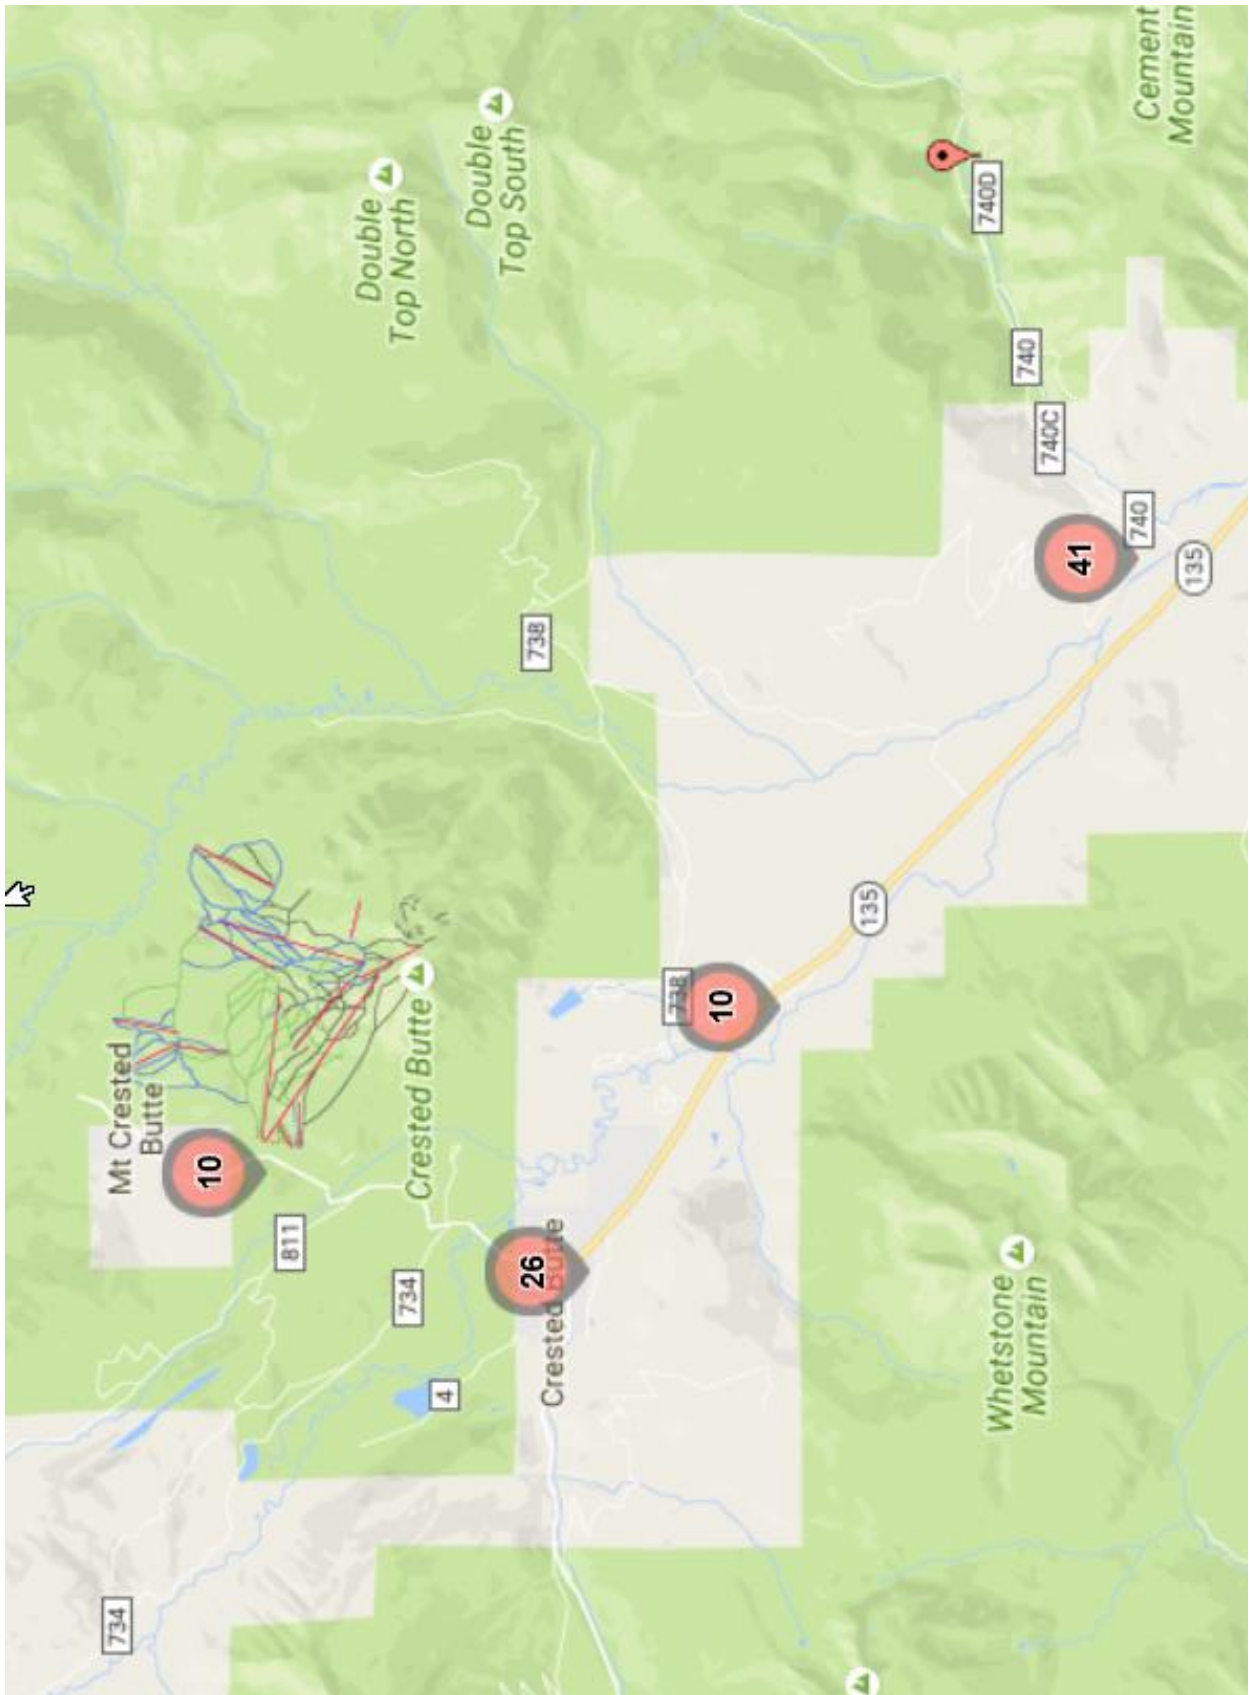 734
Mt Crested
Butte
10
811
Double
Top North
734
Crested Butte
4
Double
Top South
26
738
Crested Butte
738
10
135
740D
Whetstone
Mountain
740
740C
41
740
Cement
Mountain
135